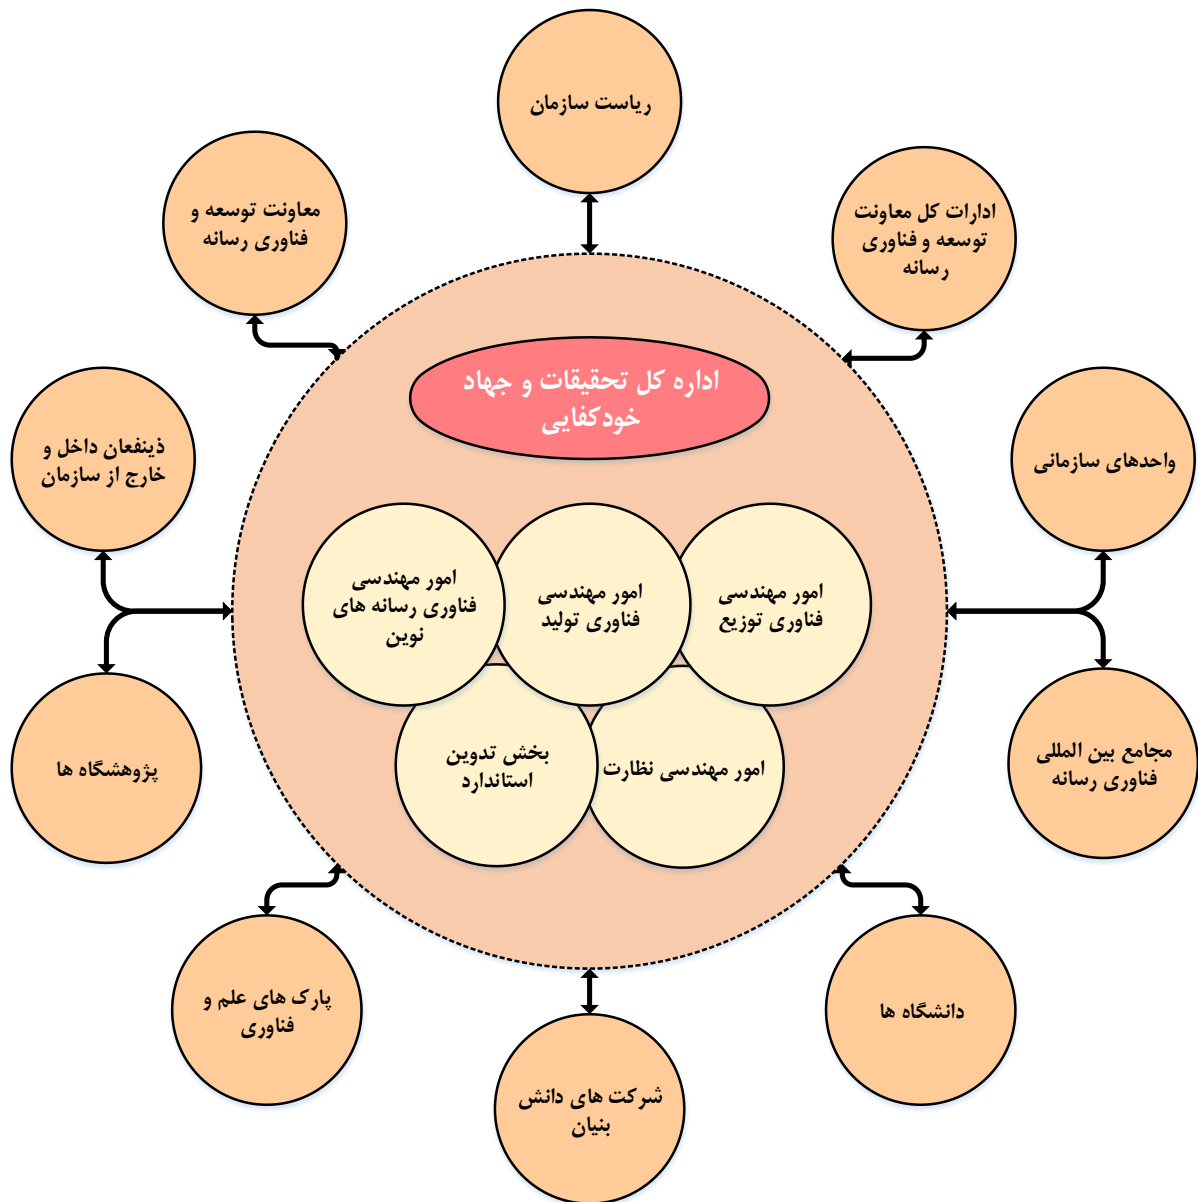 ریاست سازمان
معاونت توسعه و
فناوری رسانه
ادارات کل معاونت
توسعه و فناوری
رسانه
اداره کل تحقیقات و جهاد
خودکفایی
ذینفعان داخل و
خارج از سازمان
واحدهای سازمانی
امور مهندسی
فناوری توزیع
امور مهندسی
فناوری تولید
امور مهندسی
فناوری رسانه های
نوین
امور مهندسی نظارت
بخش تدوین
استاندارد
مجامع بین المللی
فناوری رسانه
پژوهشگاه ها
دانشگاه ها
پارک های علم و
فناوری
شرکت های دانش
بنیان